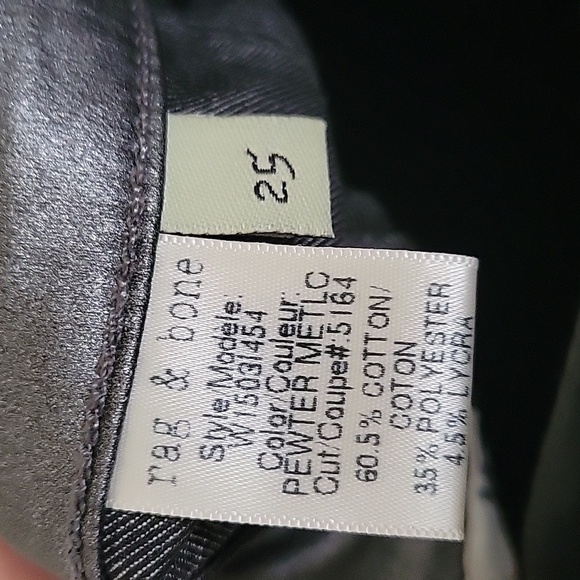 25
rag & bone
Style/Modele:
W1503I454
Color/Couleur:
PEWTER METLC
Cut/Coupe#:5164
60.5% COTTON/
COTON
35% POLYESTER
4.5% LYCRA